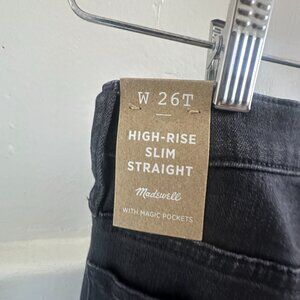 W 26T
HIGH-RISE
SLIM
STRAIGHT
Madewell
WITH MAGIC POCKETS